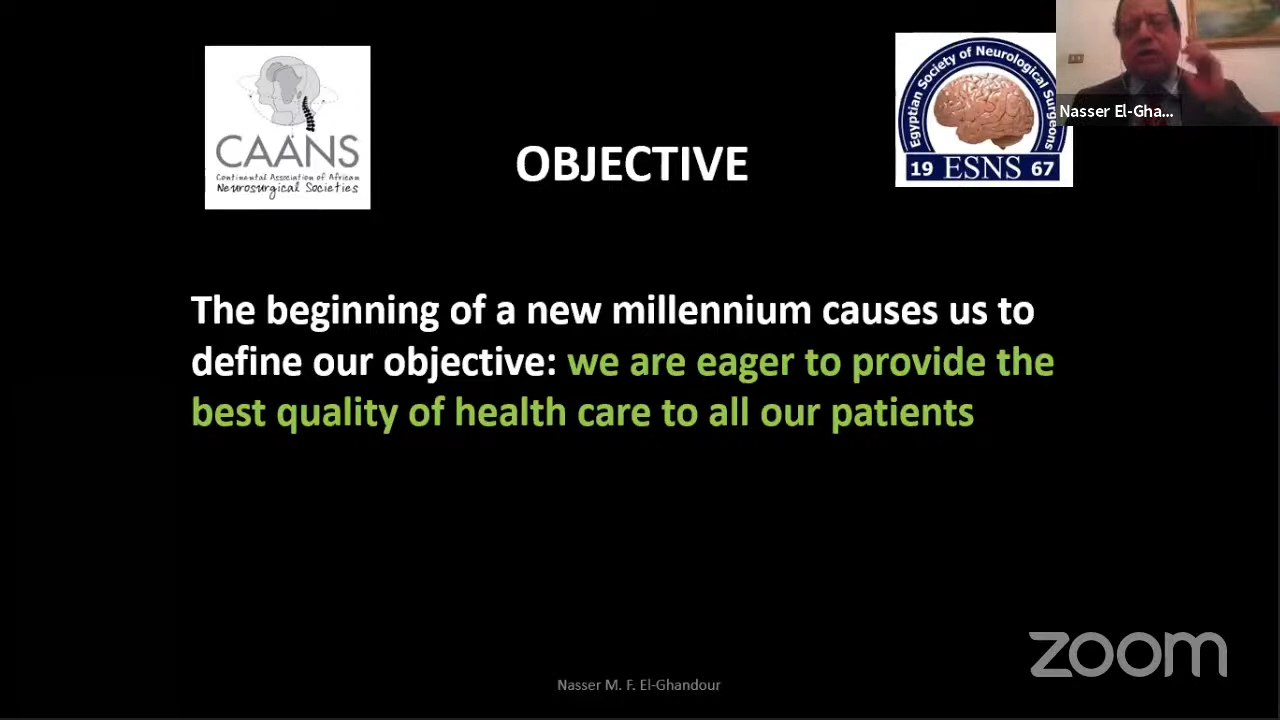 CAANS
Continental Association of African
Neurosurgical Societies
OBJECTIVE
Egyptian Society of Neurological Surgeons
19 ESNS 67
Nasser El-Gha...
The beginning of a new millennium causes us to
define our objective: we are eager to provide the
best quality of health care to all our patients
zoom
Nasser M. F. El-Ghandour